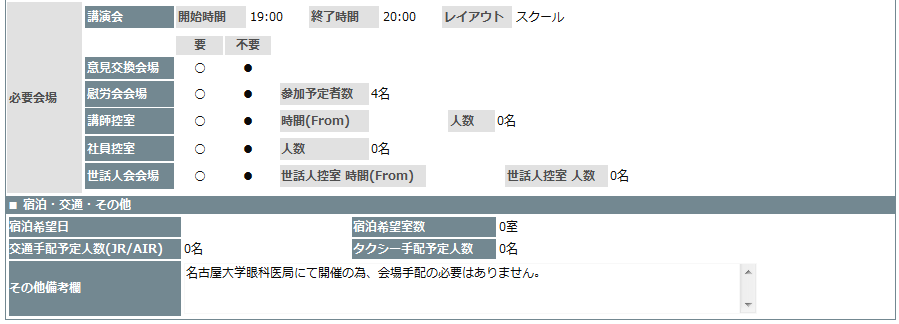 講演会 開始時間 19:00 終了時間 20:00 レイアウト スクール
要 不要
意見交換会場 ○ ●
必要会場
慰労会会場 ○ ● 参加予定者数 4名
講師控室 ○ ● 時間(From) 人数 0名
社員控室 ○ ● 人数 0名
世話人会会場 ○ ● 世話人控室 時間(From) 世話人控室 人数 0名
■ 宿泊・交通・その他
宿泊希望日 宿泊希望室数 0室
交通手配予定人数(JR/AIR) 0名 タクシー手配予定人数 0名
その他備考欄 名古屋大学眼科医局にて開催の為、会場手配の必要はありません。